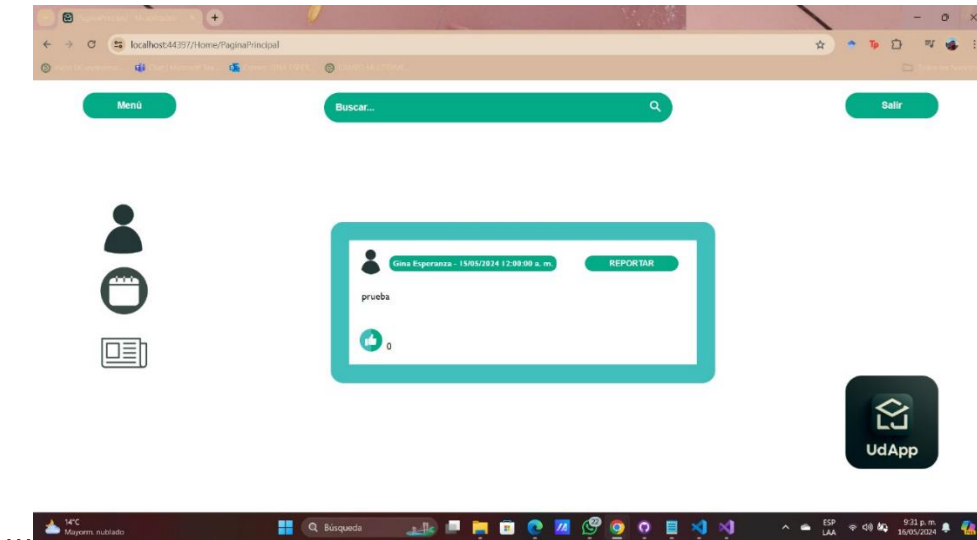 localhost:44397/Home/PaginaPrincipal
Menú
Buscar...
Salir
Gina Esperanza - 15/05/2024 12:00:00 a. m.
REPORTAR
prueba
0
UdApp
14°C
Mayorm. nublado
Búsqueda
ESP
LAA
9:31 p. m.
16/05/2024
...